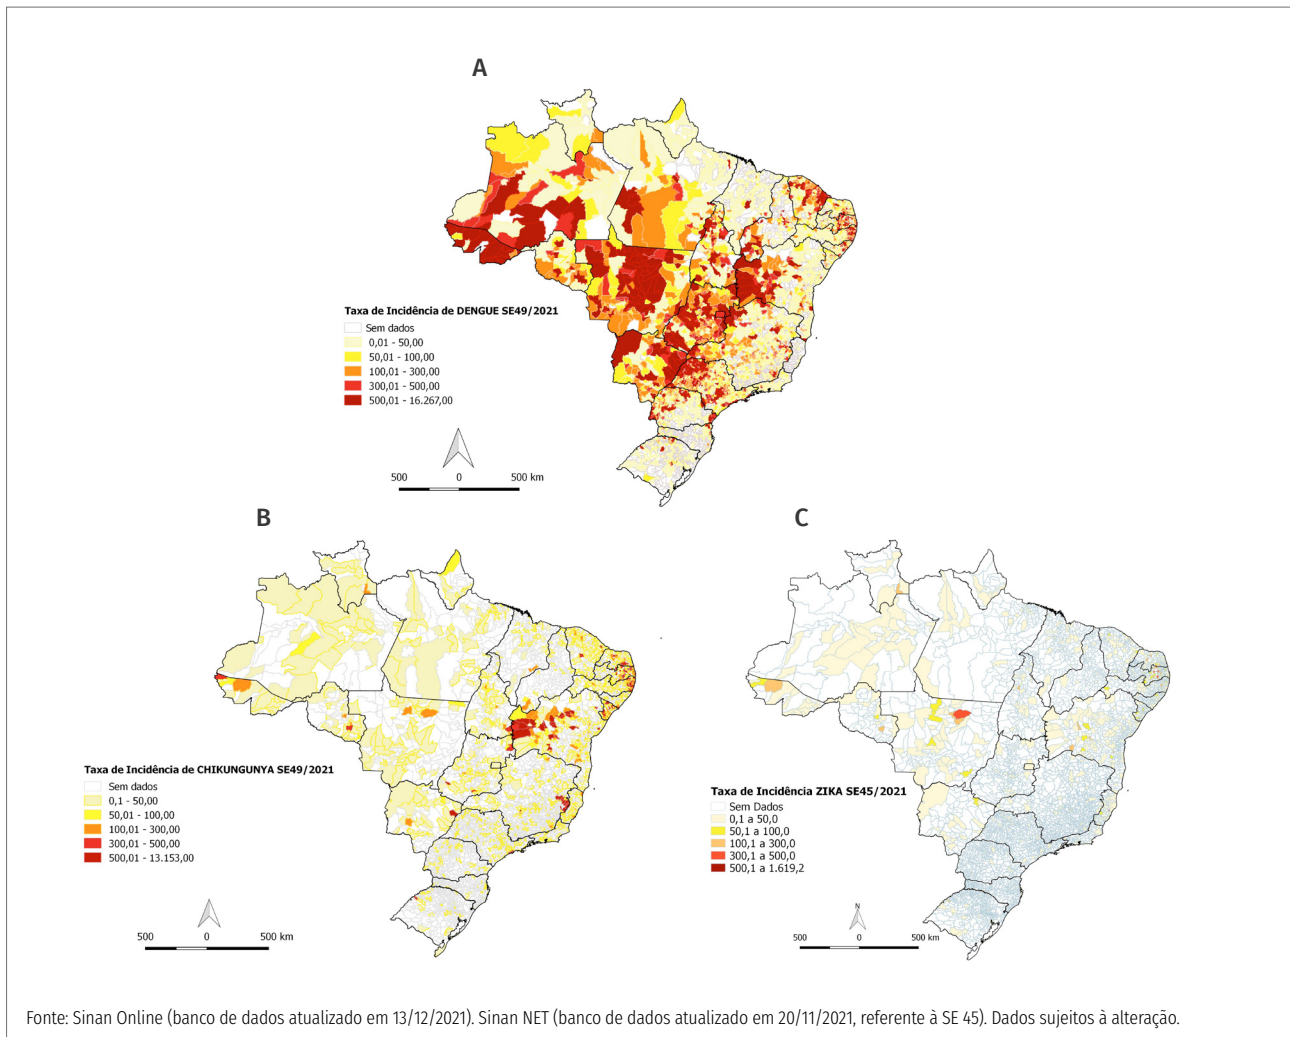 A
Taxa de Incidência de DENGUE SE49/2021
Sem dados
0,01 - 50,00
50,01 - 100,00
100,01 - 300,00
300,01 - 500,00
500,01 - 16.267,00
500 0 500 km
B
Taxa de Incidência de CHIKUNGUNYA SE49/2021
Sem dados
0,1 - 50,00
50,01 - 100,00
100,01 - 300,00
300,01 - 500,00
500,01 - 13.153,00
500 0 500 km
C
Taxa de Incidência ZIKA SE45/2021
Sem Dados
0,1 a 50,0
50,1 a 100,0
100,1 a 300,0
300,1 a 500,0
500,1 a 1.619,2
N
500 0 500 km
Fonte: Sinan Online (banco de dados atualizado em 13/12/2021). Sinan NET (banco de dados atualizado em 20/11/2021, referente à SE 45). Dados sujeitos à alteração.